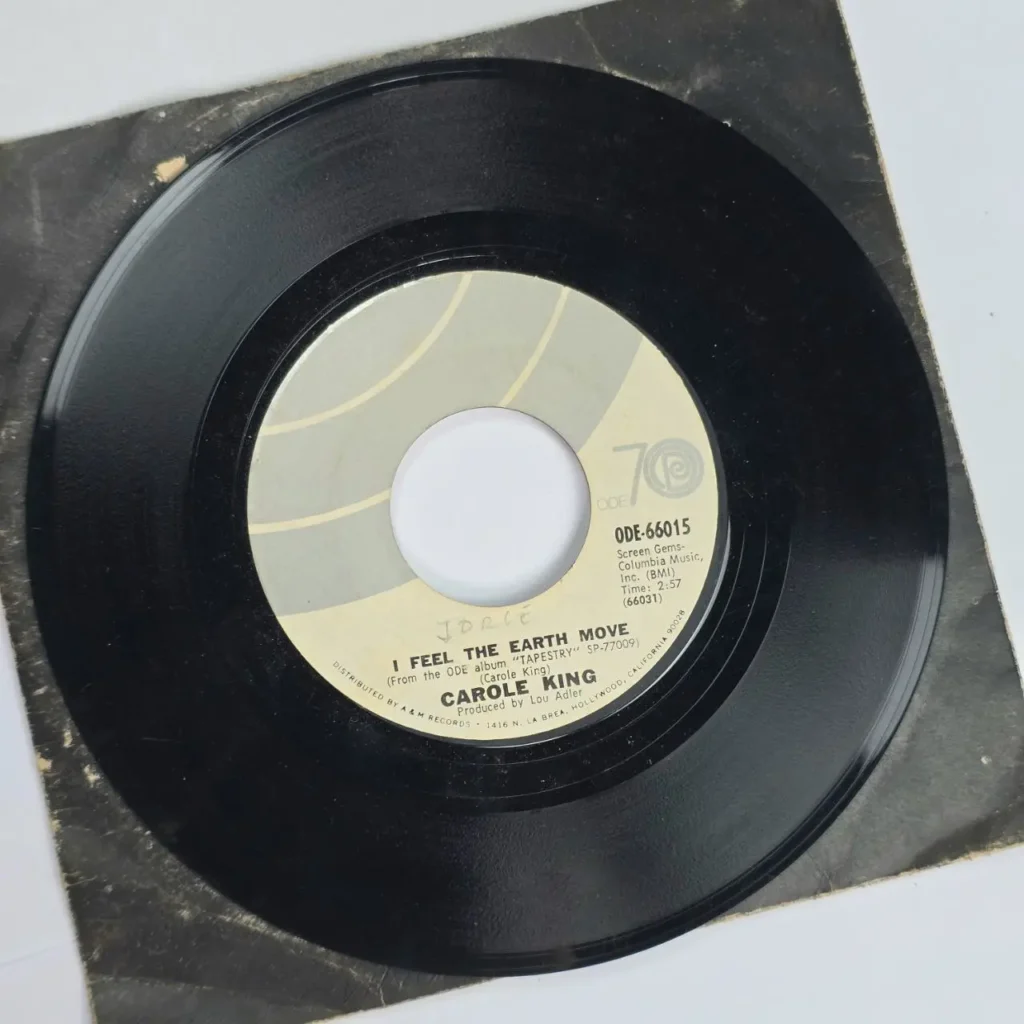 ODE 70
ODE-66015
Screen Gems-
Columbia Music,
Inc. (BMI)
Time: 2:57
(66031)
I FEEL THE EARTH MOVE
(From the ODE album "TAPESTRY" SP-77009)
(Carole King)
CAROLE KING
Produced by Lou Adler
DISTRIBUTED BY A & M RECORDS • 1416 N. LA BREA, HOLLYWOOD, CALIFORNIA 90028